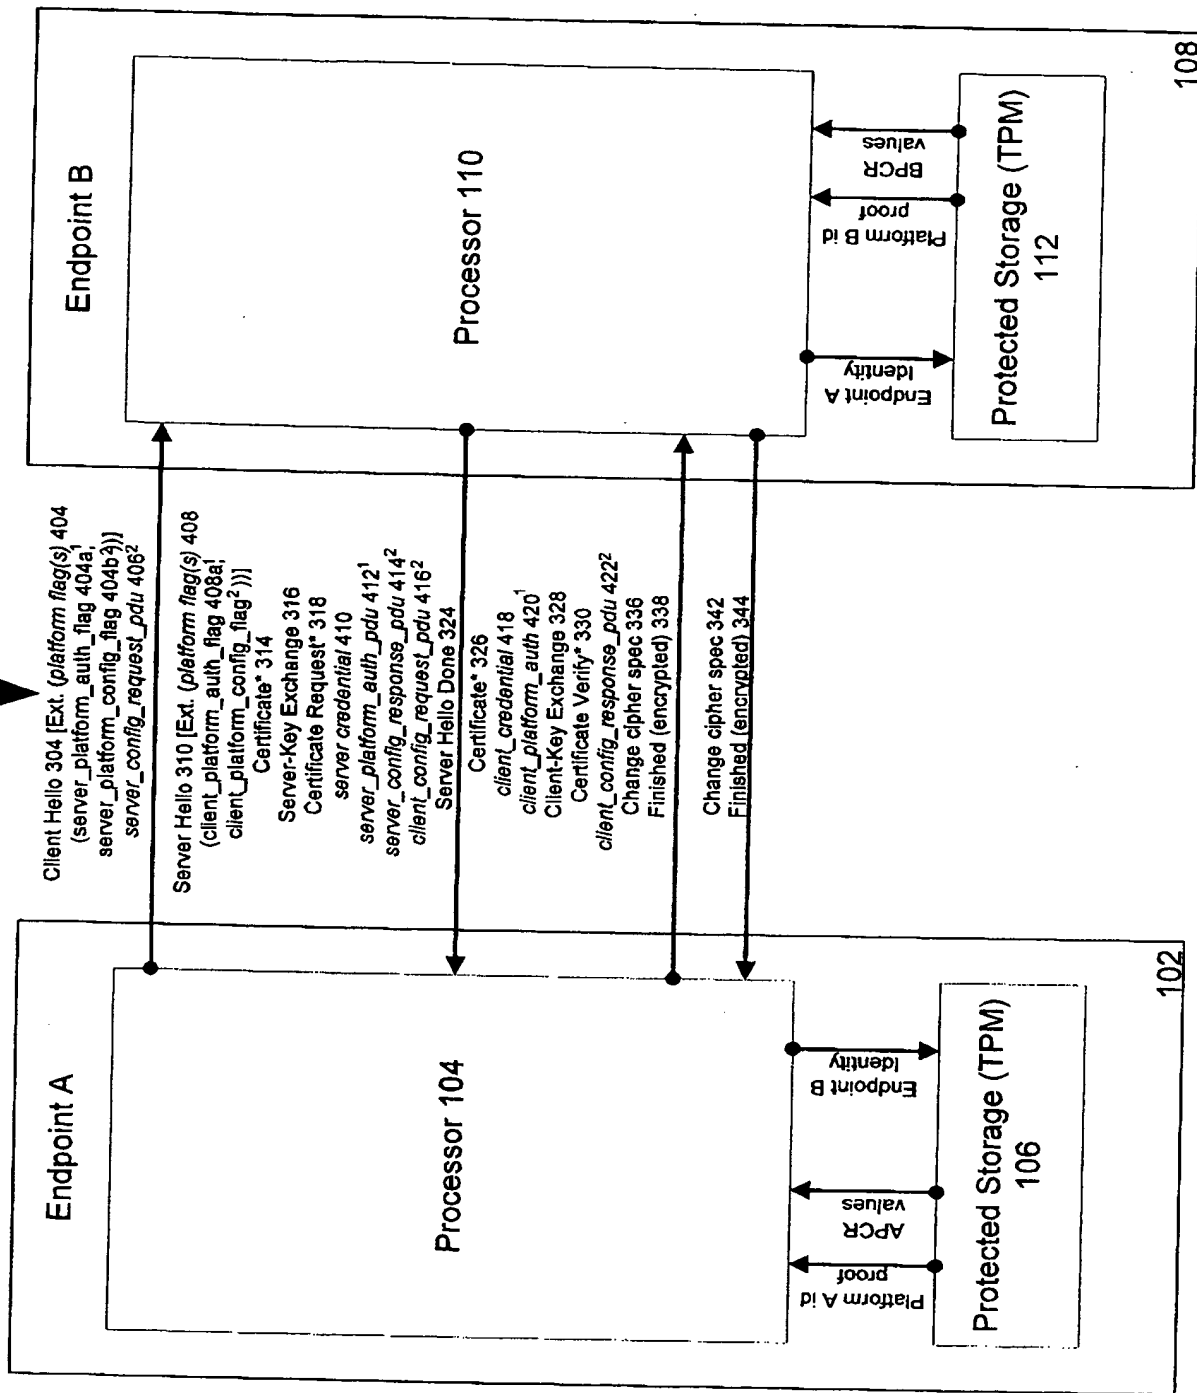 Endpoint A
Processor 104
Platform A id
proof
APCR
values
Endpoint B
Identity
Protected Storage (TPM)
106
102
Client Hello 304 [Ext. (platform flag(s) 404
(server_platform_auth_flag 404a¹,
server_platform_config_flag 404b²))]
server_config_request_pdu 406²
Server Hello 310 [Ext. (platform flag(s) 408
(client_platform_auth_flag 408a¹,
client_platform_config_flag²))]
Certificate* 314
Server-Key Exchange 316
Certificate Request* 318
server credential 410
server_platform_auth_pdu 412¹
server_config_response_pdu 414²
client_config_request_pdu 416²
Server Hello Done 324
Certificate* 326
client_credential 418
client_platform_auth 420¹
Client-Key Exchange 328
Certificate Verify* 330
client_config_response_pdu 422²
Change cipher spec 336
Finished (encrypted) 338
Change cipher spec 342
Finished (encrypted) 344
Endpoint B
Processor 110
Endpoint A
Identity
Platform B id
proof
BPCR
values
Protected Storage (TPM)
112
108